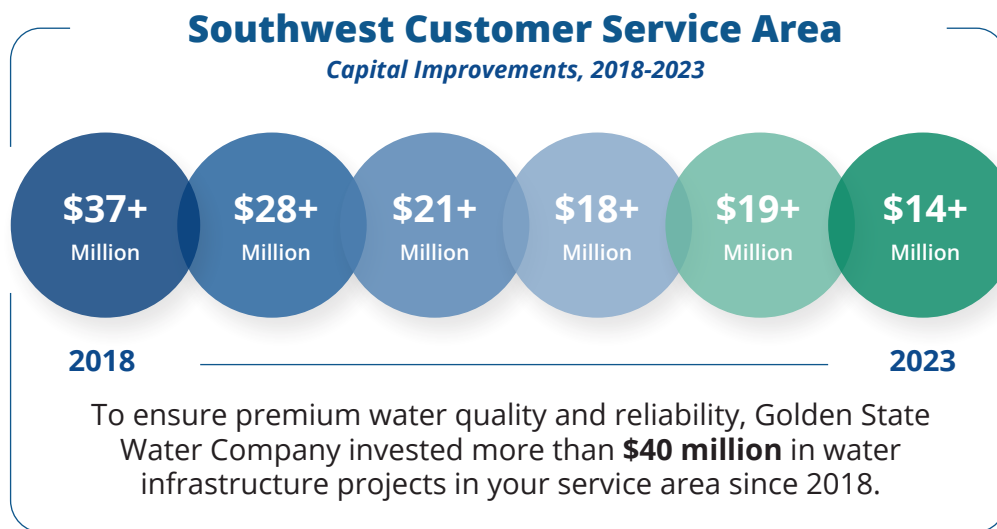 Southwest Customer Service Area
Capital Improvements, 2018-2023
$37+ $28+ $21+ $18+ $19+ $14+
Million Million Million Million Million Million
2018 2023
To ensure premium water quality and reliability, Golden State
Water Company invested more than $40 million in water
infrastructure projects in your service area since 2018.